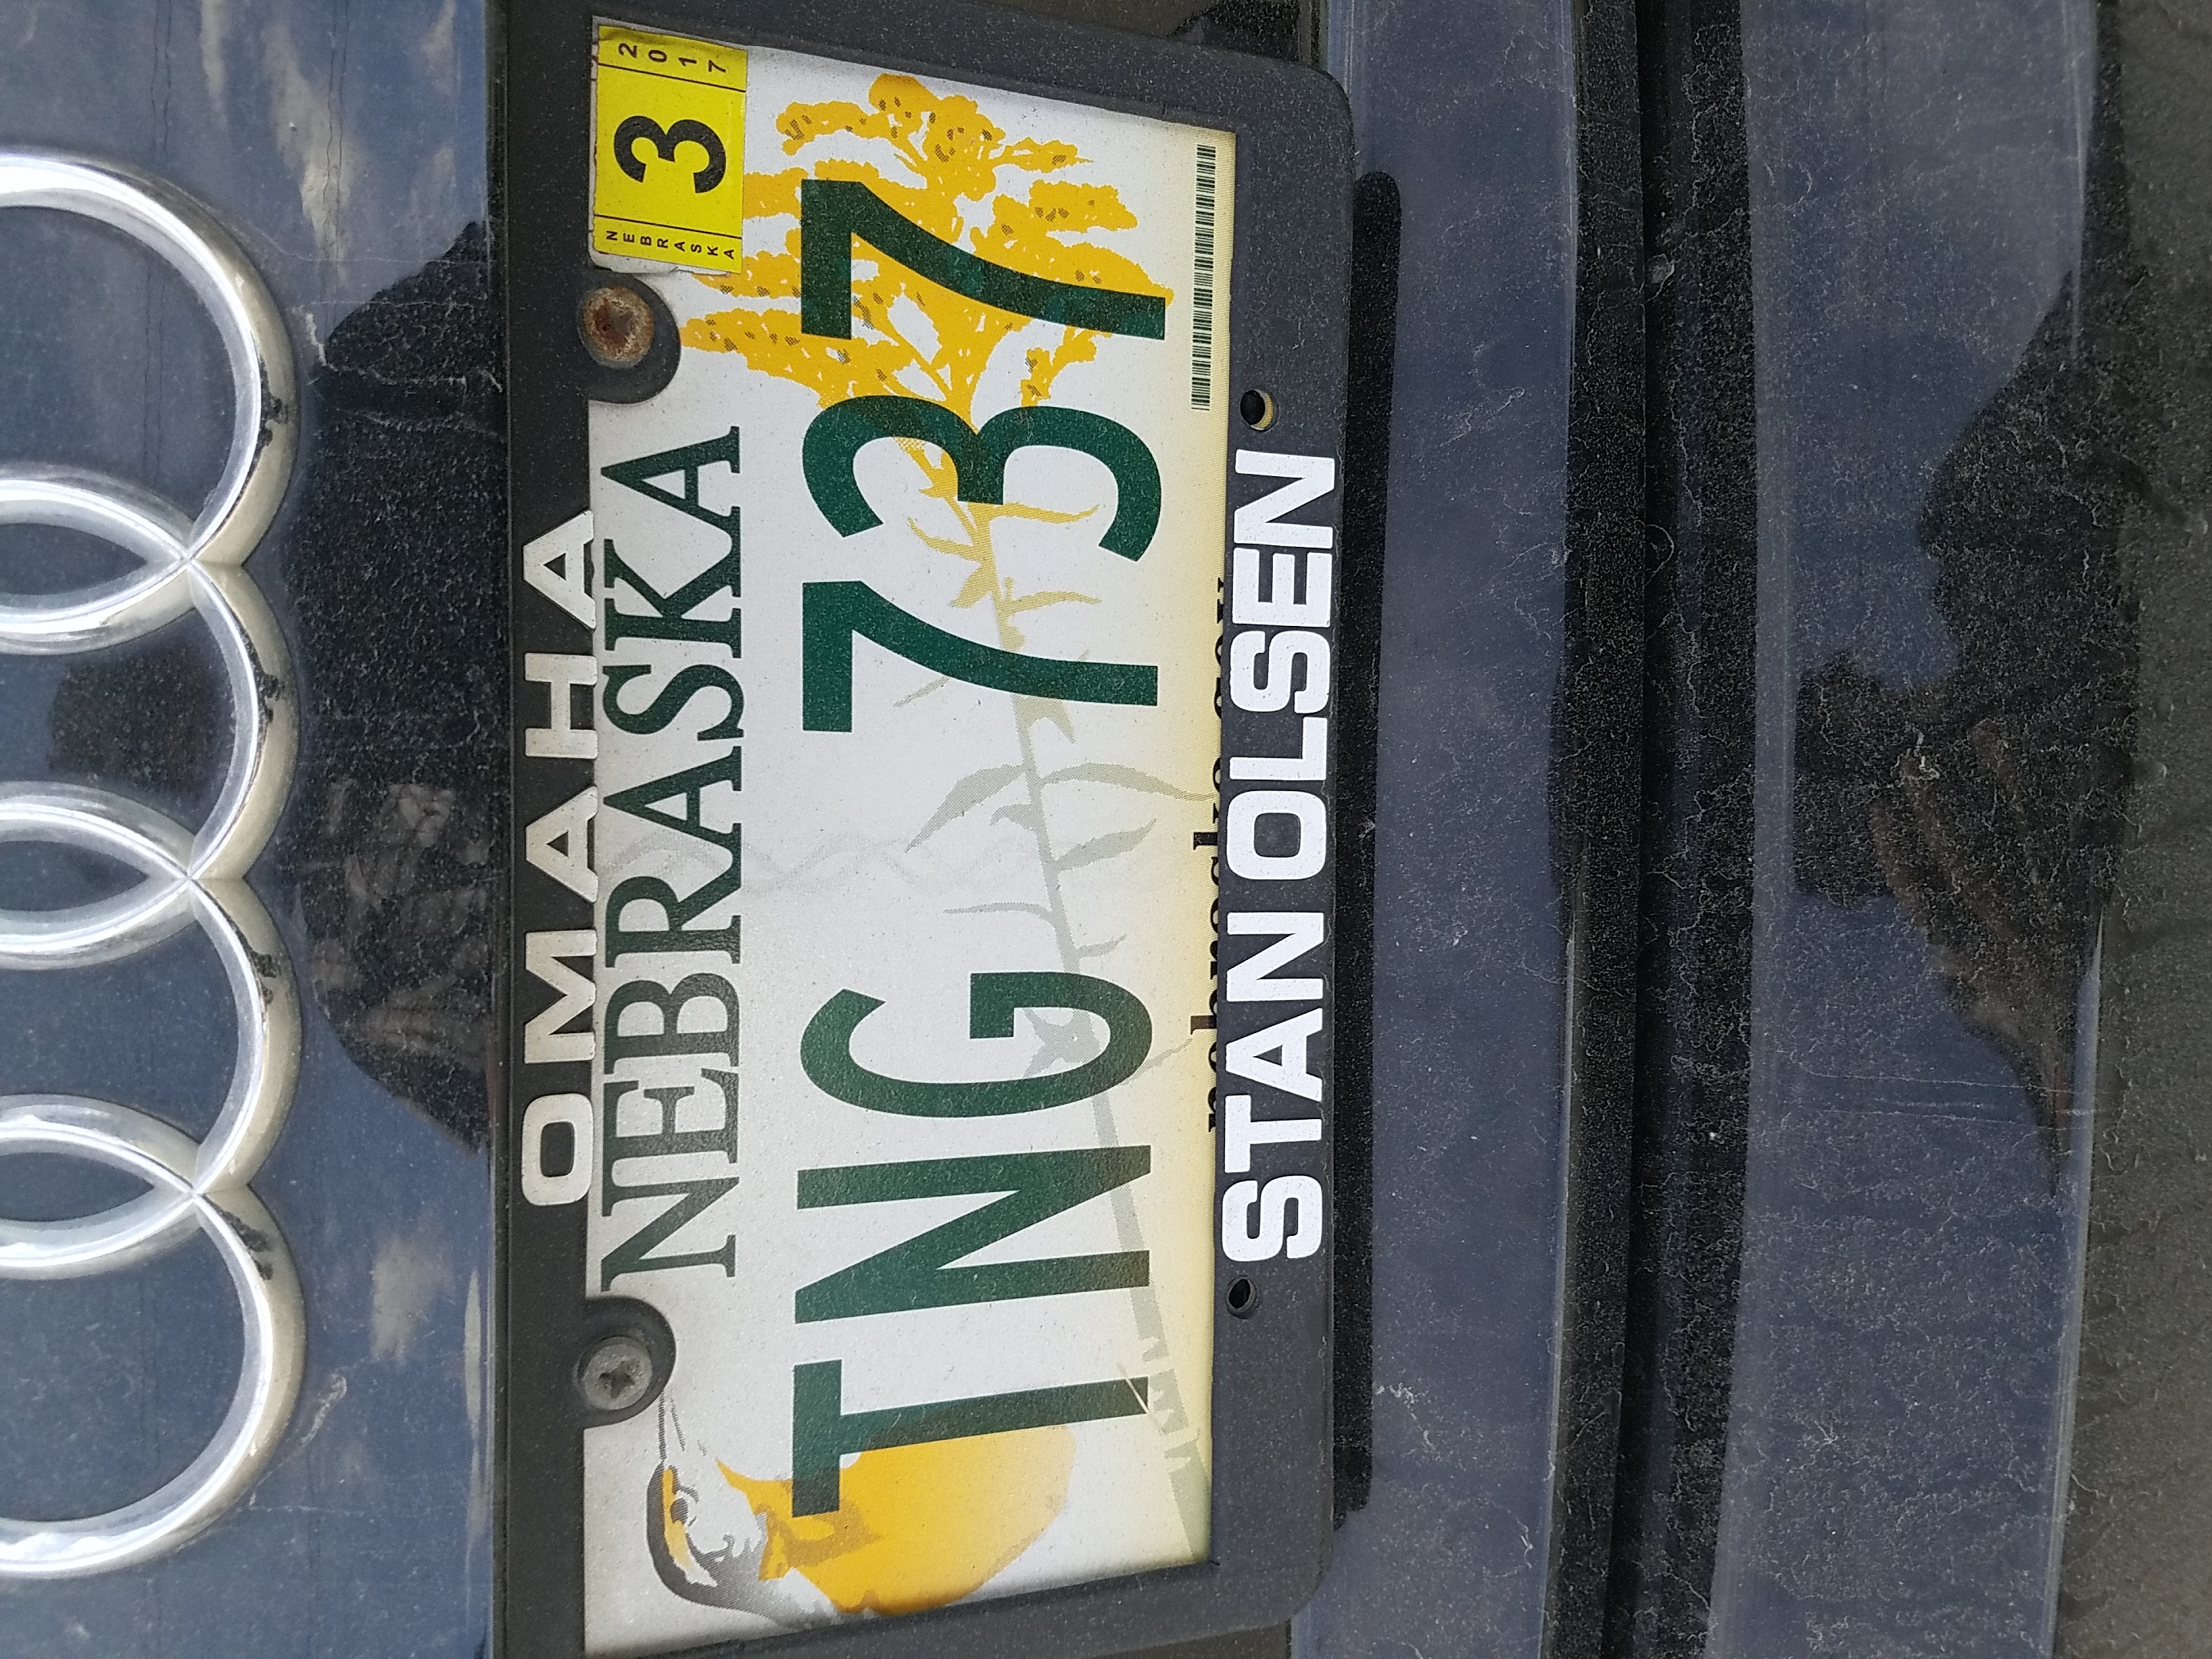 OMAHA
NEBRASKA
NEBRASKA 3 2017
TNG 737
STAN OLSEN